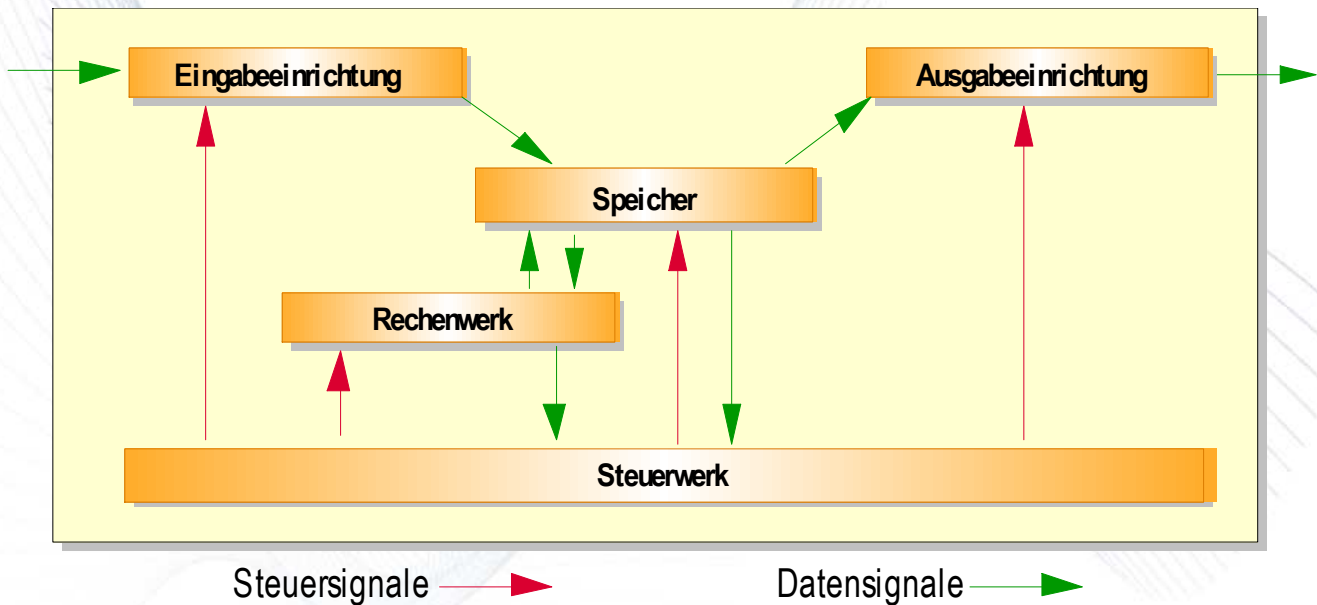 Eingabeeinrichtung
Ausgabeeinrichtung
Speicher
Rechenwerk
Steuerwerk
Steuersignale
Datensignale